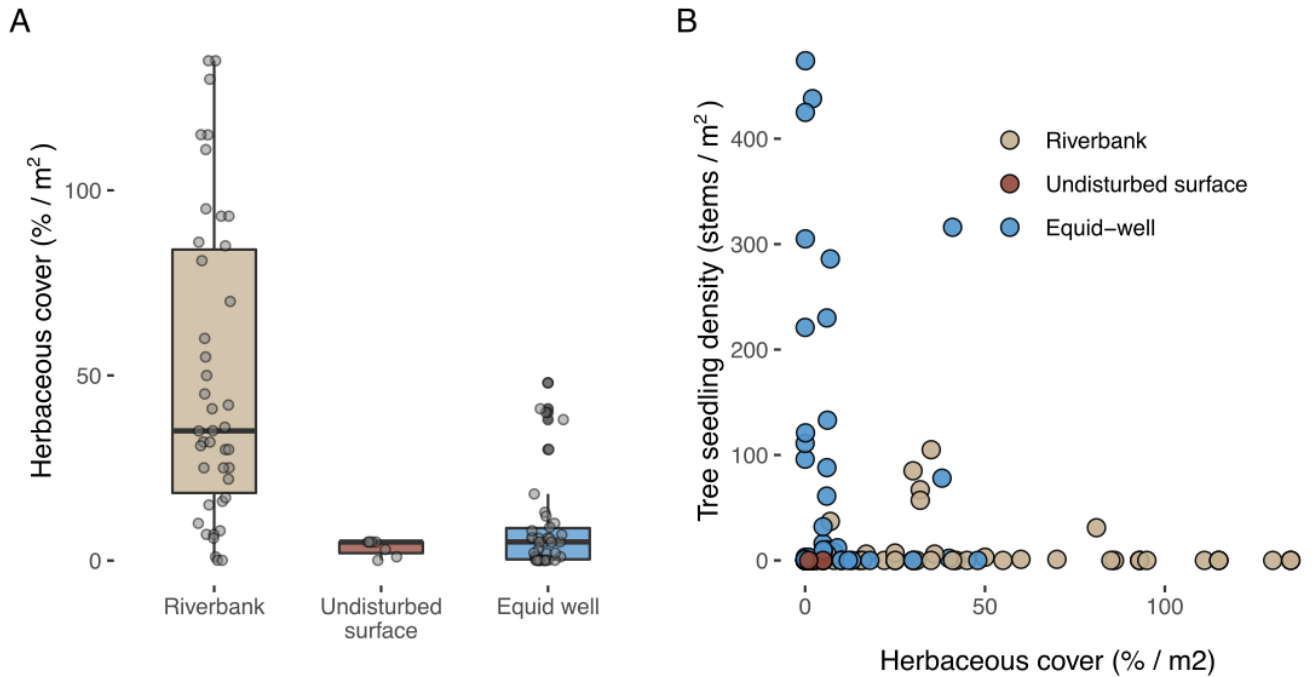 A
Herbaceous cover (% / m²)
100
50
0
Riverbank
Undisturbed
surface
Equid well
B
Tree seedling density (stems / m²)
400
300
200
100
0
Riverbank
Undisturbed surface
Equid−well
0
50
100
Herbaceous cover (% / m2)